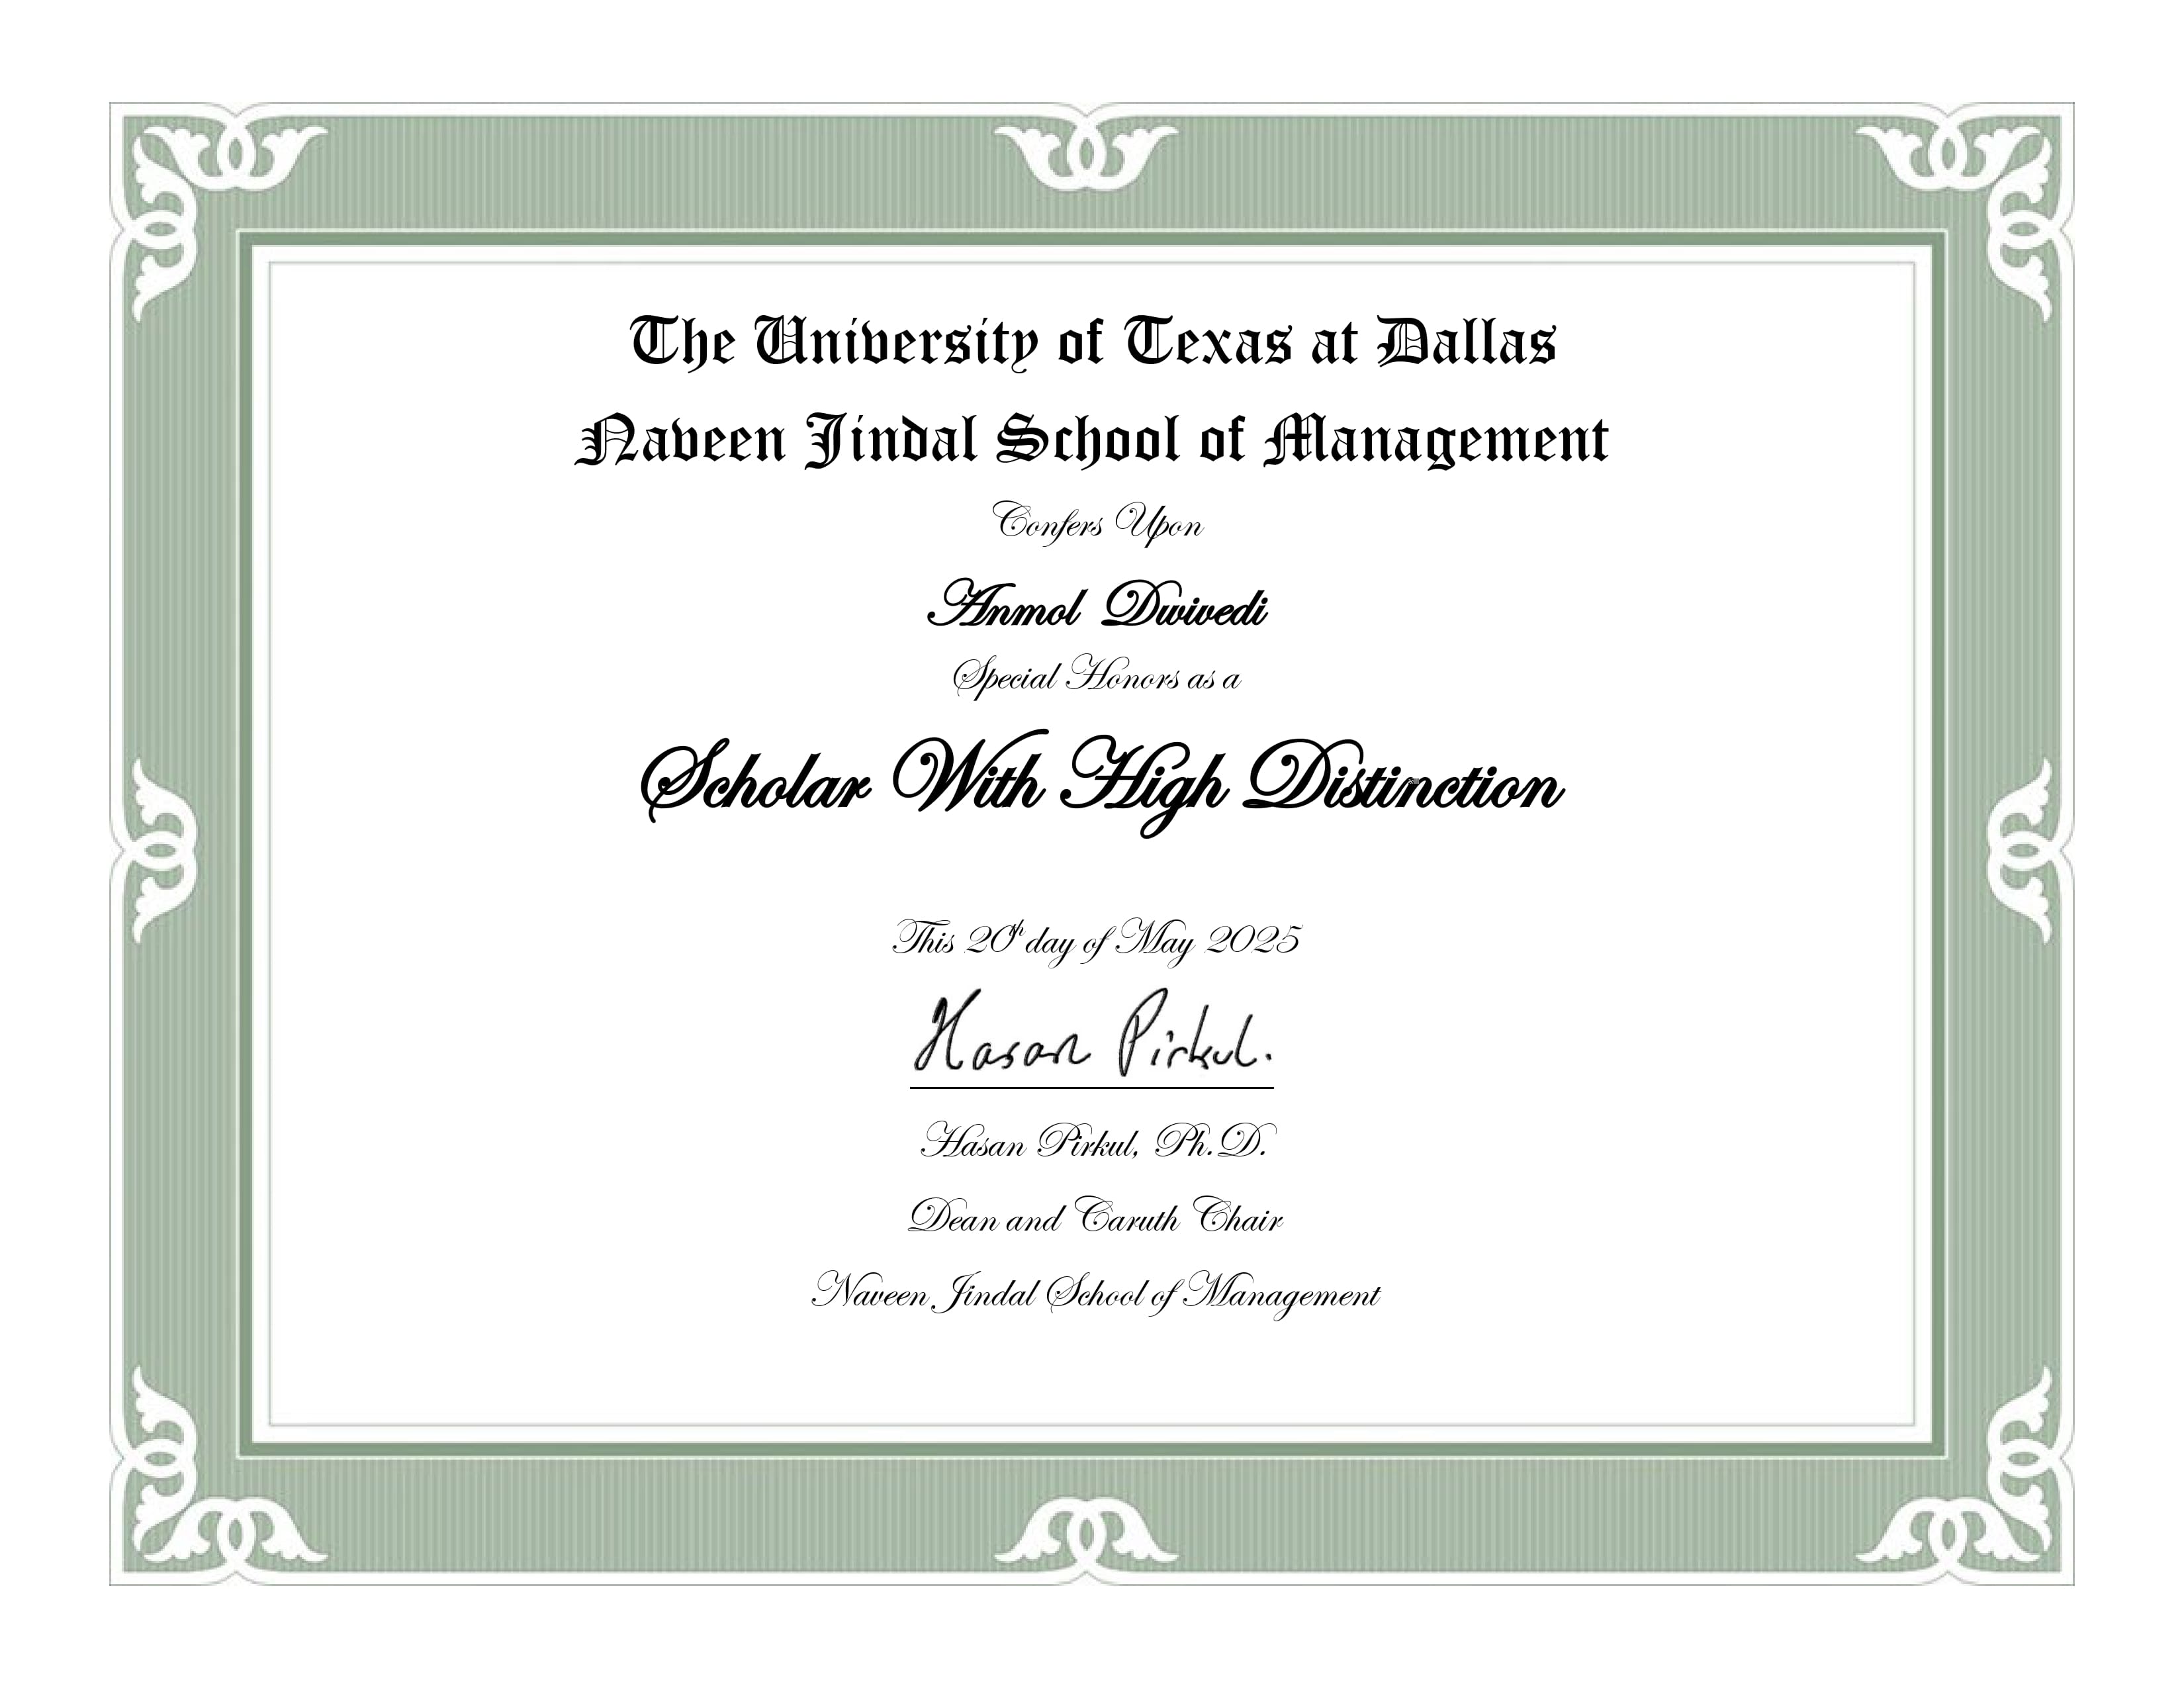 The University of Texas at Dallas
Naveen Jindal School of Management
Confers Upon
Anmol Dwivedi
Special Honors as a
Scholar With High Distinction
This 20th day of May 2025
Hasan Pirkul.
Hasan Pirkul, Ph.D.
Dean and Caruth Chair
Naveen Jindal School of Management